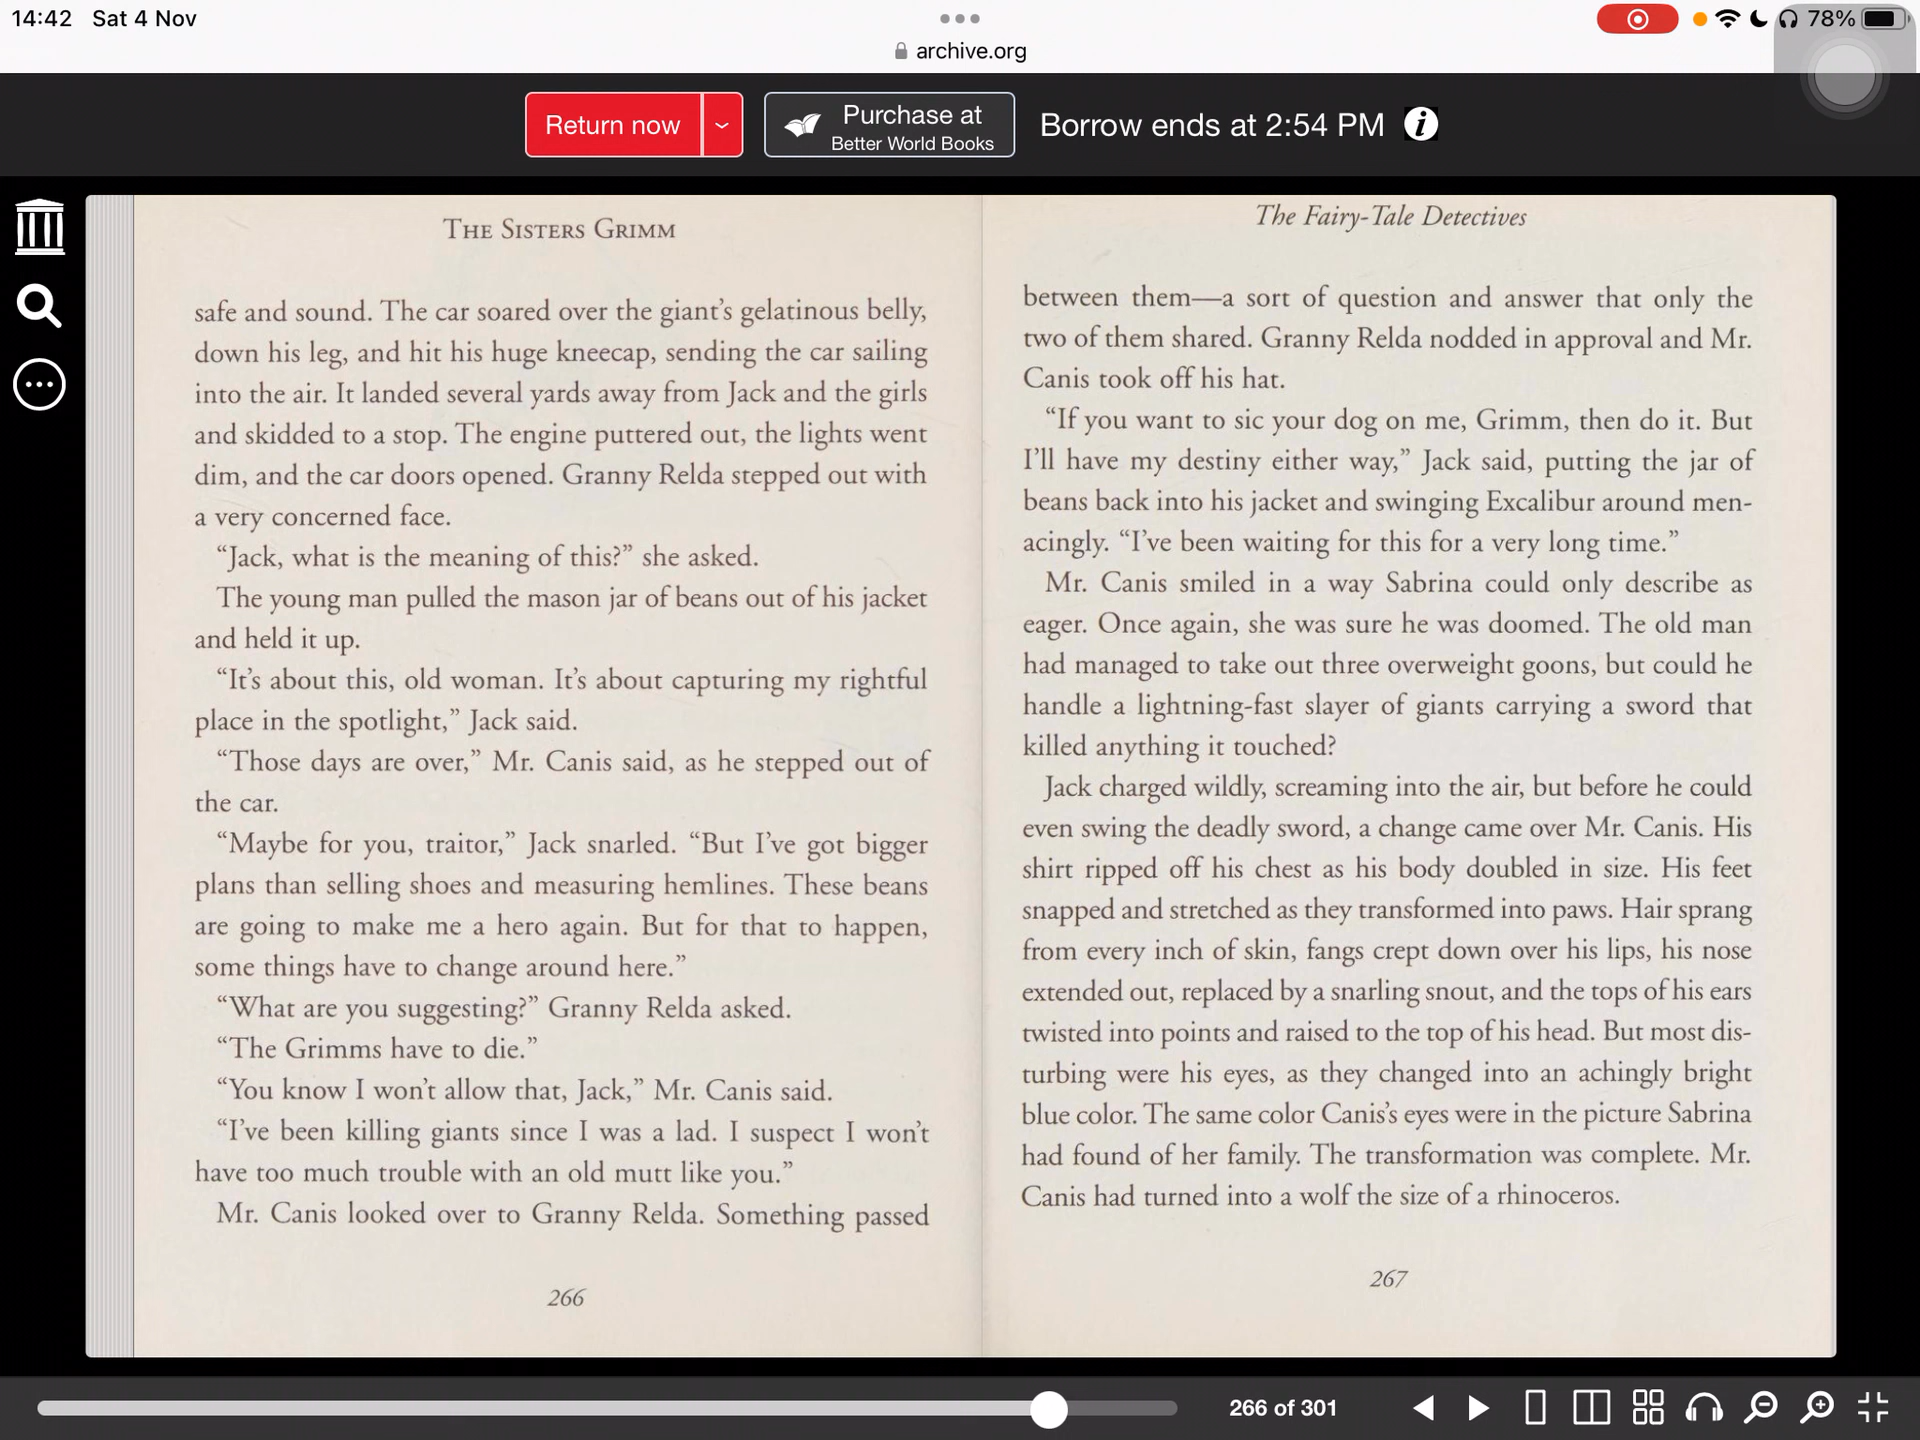 14:42 Sat 4 Nov
78%
archive.org
Return now
Purchase at
Better World Books
Borrow ends at 2:54 PM
THE SISTERS GRIMM
safe and sound. The car soared over the giant’s gelatinous belly,
down his leg, and hit his huge kneecap, sending the car sailing
into the air. It landed several yards away from Jack and the girls
and skidded to a stop. The engine puttered out, the lights went
dim, and the car doors opened. Granny Relda stepped out with
a very concerned face.
“Jack, what is the meaning of this?” she asked.
The young man pulled the mason jar of beans out of his jacket
and held it up.
“It’s about this, old woman. It’s about capturing my rightful
place in the spotlight,” Jack said.
“Those days are over,” Mr. Canis said, as he stepped out of
the car.
“Maybe for you, traitor,” Jack snarled. “But I’ve got bigger
plans than selling shoes and measuring hemlines. These beans
are going to make me a hero again. But for that to happen,
some things have to change around here.”
“What are you suggesting?” Granny Relda asked.
“The Grimms have to die.”
“You know I won’t allow that, Jack,” Mr. Canis said.
“I’ve been killing giants since I was a lad. I suspect I won’t
have too much trouble with an old mutt like you.”
Mr. Canis looked over to Granny Relda. Something passed
266
The Fairy-Tale Detectives
between them—a sort of question and answer that only the
two of them shared. Granny Relda nodded in approval and Mr.
Canis took off his hat.
“If you want to sic your dog on me, Grimm, then do it. But
I’ll have my destiny either way,” Jack said, putting the jar of
beans back into his jacket and swinging Excalibur around men-
acingly. “I’ve been waiting for this for a very long time.”
Mr. Canis smiled in a way Sabrina could only describe as
eager. Once again, she was sure he was doomed. The old man
had managed to take out three overweight goons, but could he
handle a lightning-fast slayer of giants carrying a sword that
killed anything it touched?
Jack charged wildly, screaming into the air, but before he could
even swing the deadly sword, a change came over Mr. Canis. His
shirt ripped off his chest as his body doubled in size. His feet
snapped and stretched as they transformed into paws. Hair sprang
from every inch of skin, fangs crept down over his lips, his nose
extended out, replaced by a snarling snout, and the tops of his ears
twisted into points and raised to the top of his head. But most dis-
turbing were his eyes, as they changed into an achingly bright
blue color. The same color Canis’s eyes were in the picture Sabrina
had found of her family. The transformation was complete. Mr.
Canis had turned into a wolf the size of a rhinoceros.
267
266 of 301